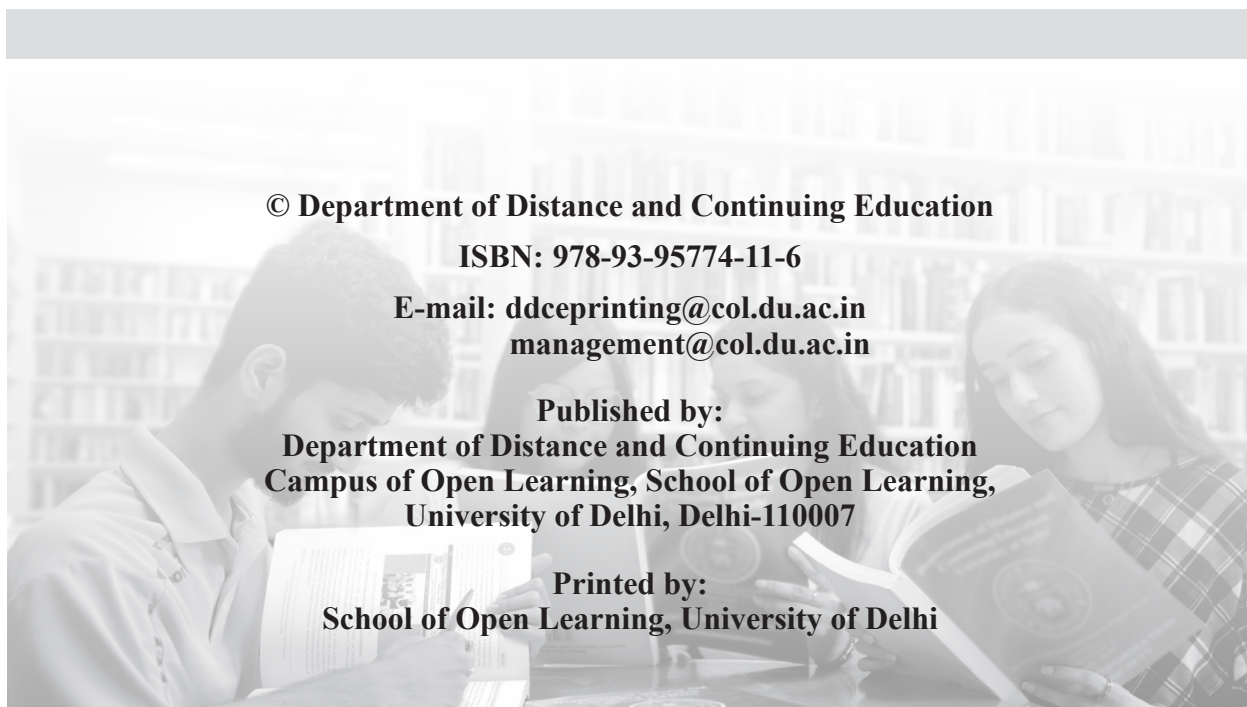 © Department of Distance and Continuing Education
ISBN: 978-93-95774-11-6
E-mail: ddceprinting@col.du.ac.in
management@col.du.ac.in
Published by:
Department of Distance and Continuing Education
Campus of Open Learning, School of Open Learning,
University of Delhi, Delhi-110007
Printed by:
School of Open Learning, University of Delhi